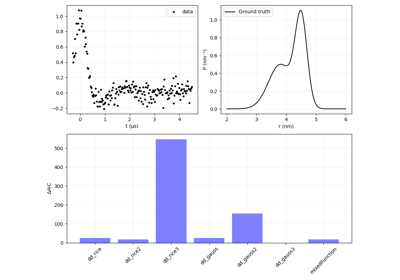 data
1.0
0.8
0.6
0.4
0.2
0.0
−0.2
0 1 2 3 4
t (μs)
Ground truth
1.0
0.8
0.6
0.4
0.2
0.0
P (nm⁻¹)
2 3 4 5 6
r (nm)
500
400
300
200
100
0
ΔAIC
dd_rice
dd_rice2
dd_rice3
dd_gauss
dd_gauss2
dd_gauss3
mixedFunction